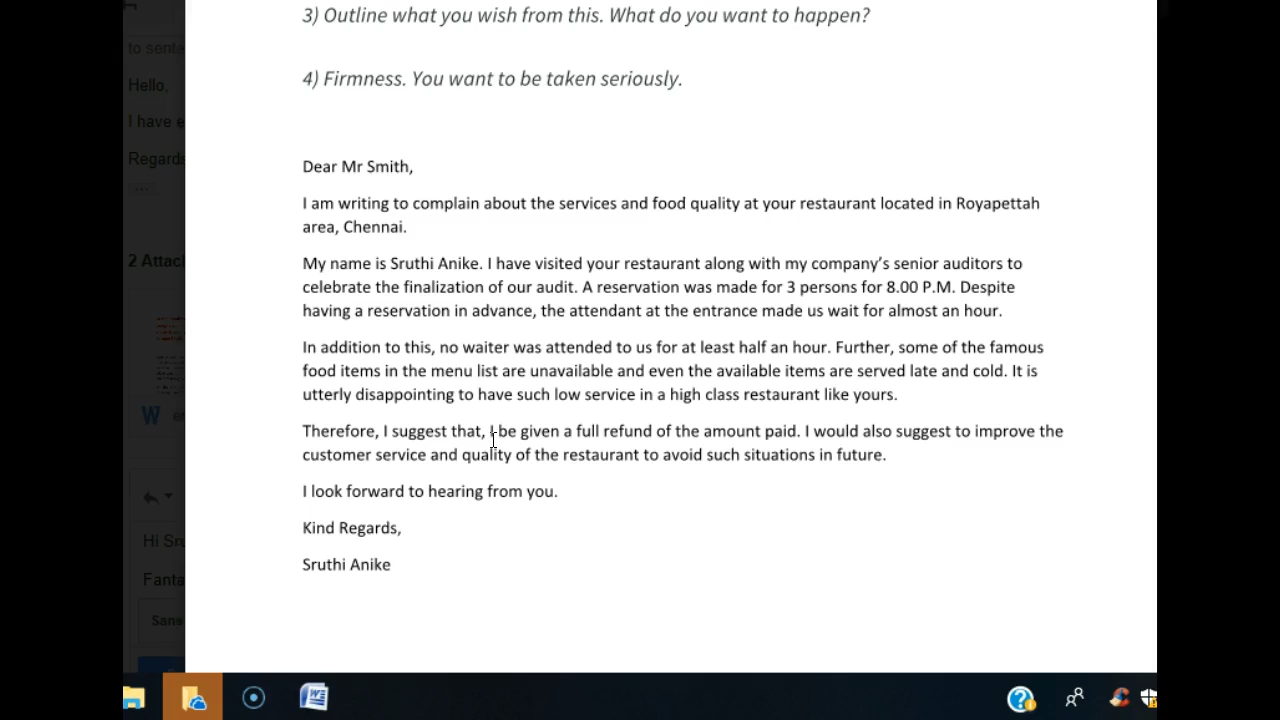 3) Outline what you wish from this. What do you want to happen?
4) Firmness. You want to be taken seriously.
to sent
Hello,
I have e
Regards
2 Attac
Hi Sru
Fanta
Sans
Dear Mr Smith,
I am writing to complain about the services and food quality at your restaurant located in Royapettah
area, Chennai.
My name is Sruthi Anike. I have visited your restaurant along with my company’s senior auditors to
celebrate the finalization of our audit. A reservation was made for 3 persons for 8.00 P.M. Despite
having a reservation in advance, the attendant at the entrance made us wait for almost an hour.
In addition to this, no waiter was attended to us for at least half an hour. Further, some of the famous
food items in the menu list are unavailable and even the available items are served late and cold. It is
utterly disappointing to have such low service in a high class restaurant like yours.
Therefore, I suggest that, I be given a full refund of the amount paid. I would also suggest to improve the
customer service and quality of the restaurant to avoid such situations in future.
I look forward to hearing from you.
Kind Regards,
Sruthi Anike